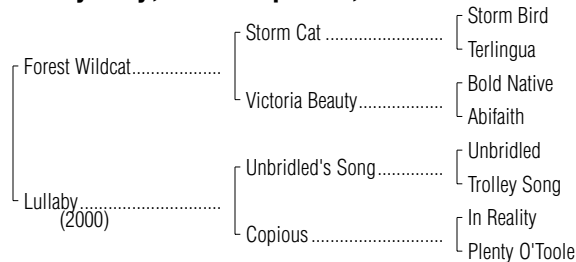 Storm Bird
Storm Cat ........................
Terlingua
Forest Wildcat..................
Bold Native
Victoria Beauty.................
Abifaith
Unbridled
Unbridled's Song.............
Trolley Song
Lullaby............................
(2000)
In Reality
Copious ..........................
Plenty O'Toole